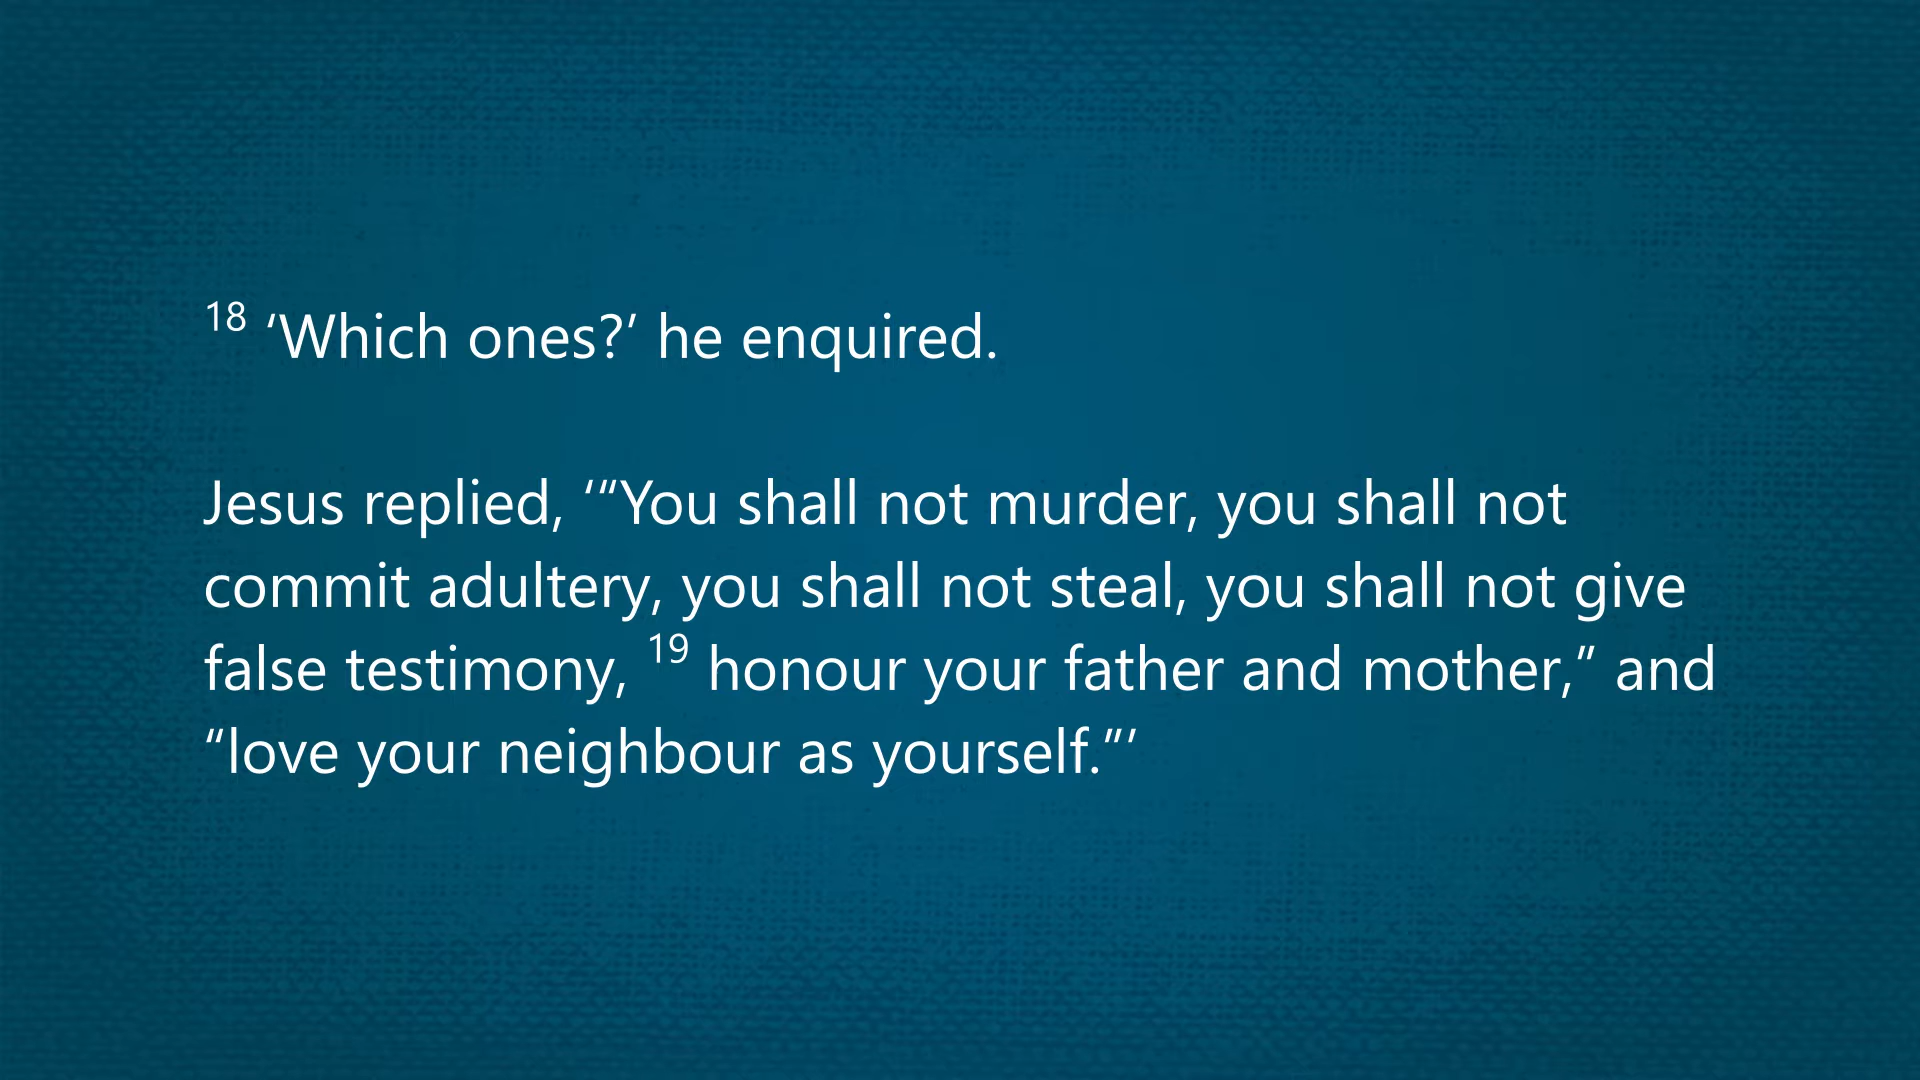 18 ‘Which ones?’ he enquired.
Jesus replied, ‘“You shall not murder, you shall not
commit adultery, you shall not steal, you shall not give
false testimony, 19 honour your father and mother,” and
“love your neighbour as yourself.”’